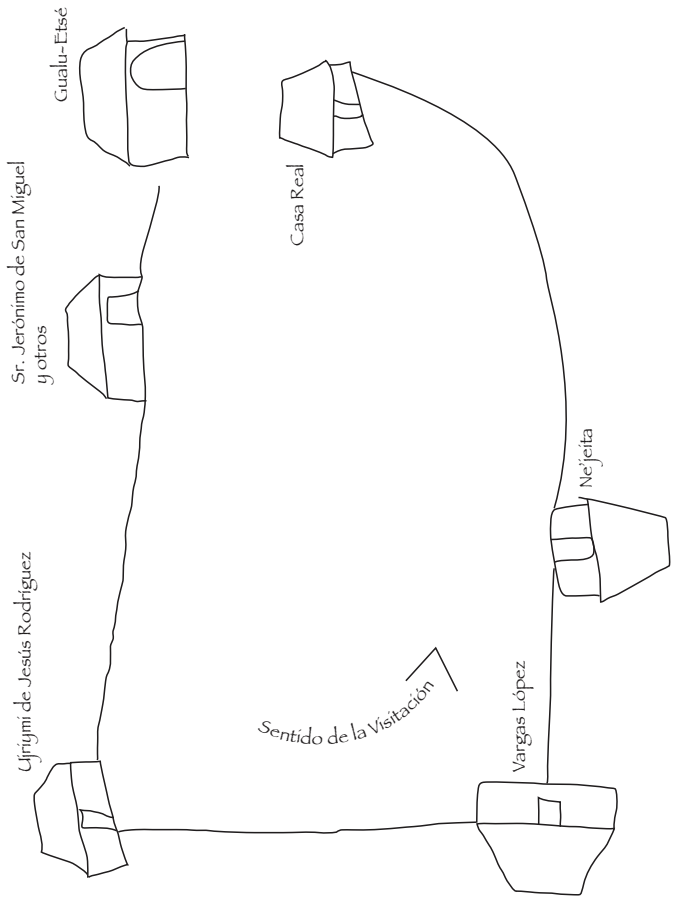 Gualu-Etsé
Casa Real
Sr. Jerónimo de San Miguel
y otros
Ne'jeita
Ujriymi de Jesús Rodríguez
Vargas López
Sentido de la Visitación